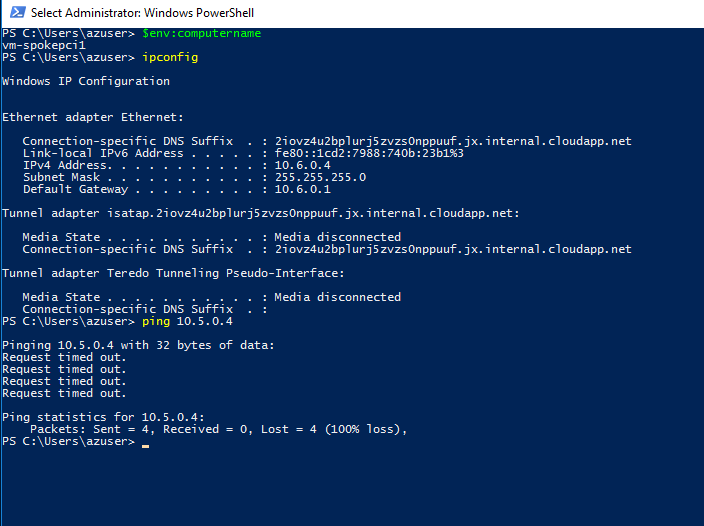 Select Administrator: Windows PowerShell
PS C:\Users\azuser> $env:computername
vm-spokepci1
PS C:\Users\azuser> ipconfig
Windows IP Configuration
Ethernet adapter Ethernet:
Connection-specific DNS Suffix  . : 2iovz4u2bplurj5zvzs0nppuuf.jx.internal.cloudapp.net
Link-local IPv6 Address . . . . . : fe80::1cd2:7988:740b:23b1%3
IPv4 Address. . . . . . . . . . . : 10.6.0.4
Subnet Mask . . . . . . . . . . . : 255.255.255.0
Default Gateway . . . . . . . . . : 10.6.0.1
Tunnel adapter isatap.2iovz4u2bplurj5zvzs0nppuuf.jx.internal.cloudapp.net:
Media State . . . . . . . . . . . : Media disconnected
Connection-specific DNS Suffix  . : 2iovz4u2bplurj5zvzs0nppuuf.jx.internal.cloudapp.net
Tunnel adapter Teredo Tunneling Pseudo-Interface:
Media State . . . . . . . . . . . : Media disconnected
Connection-specific DNS Suffix  . :
PS C:\Users\azuser> ping 10.5.0.4
Pinging 10.5.0.4 with 32 bytes of data:
Request timed out.
Request timed out.
Request timed out.
Request timed out.
Ping statistics for 10.5.0.4:
Packets: Sent = 4, Received = 0, Lost = 4 (100% loss),
PS C:\Users\azuser> _